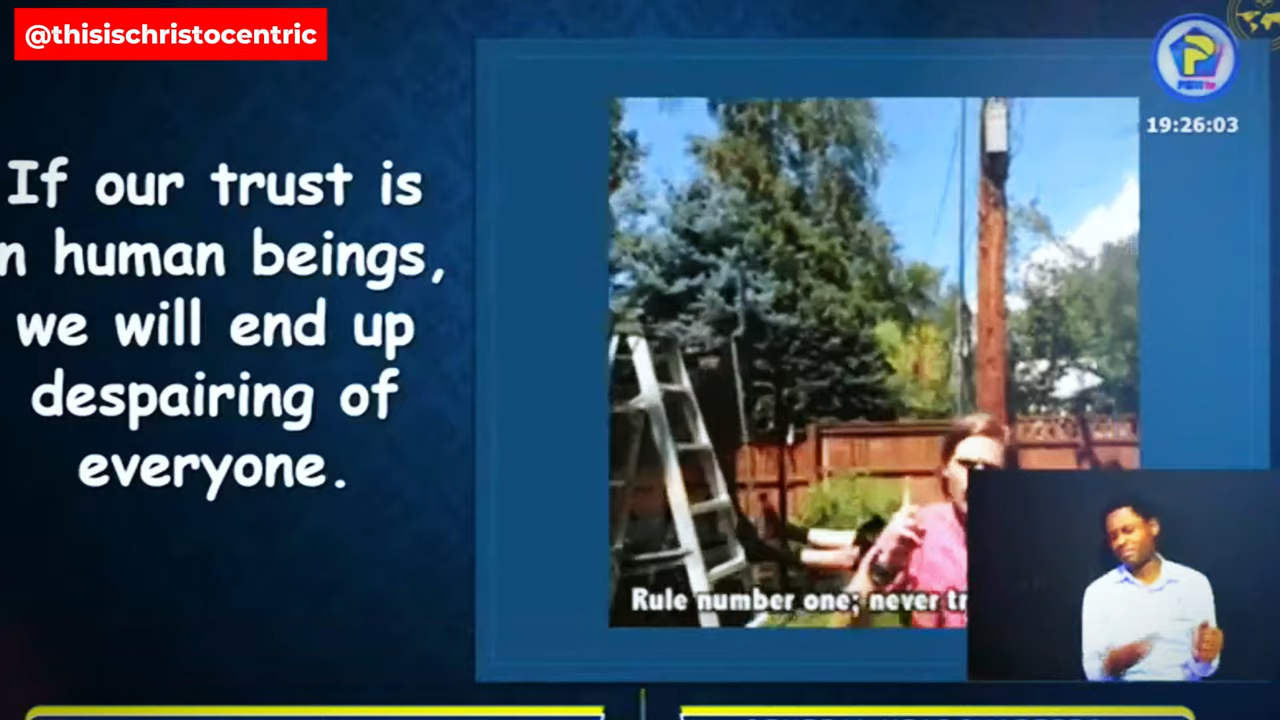 @thisischristocentric
19:26:03
If our trust is
n human beings,
we will end up
despairing of
everyone.
Rule number one; never tr